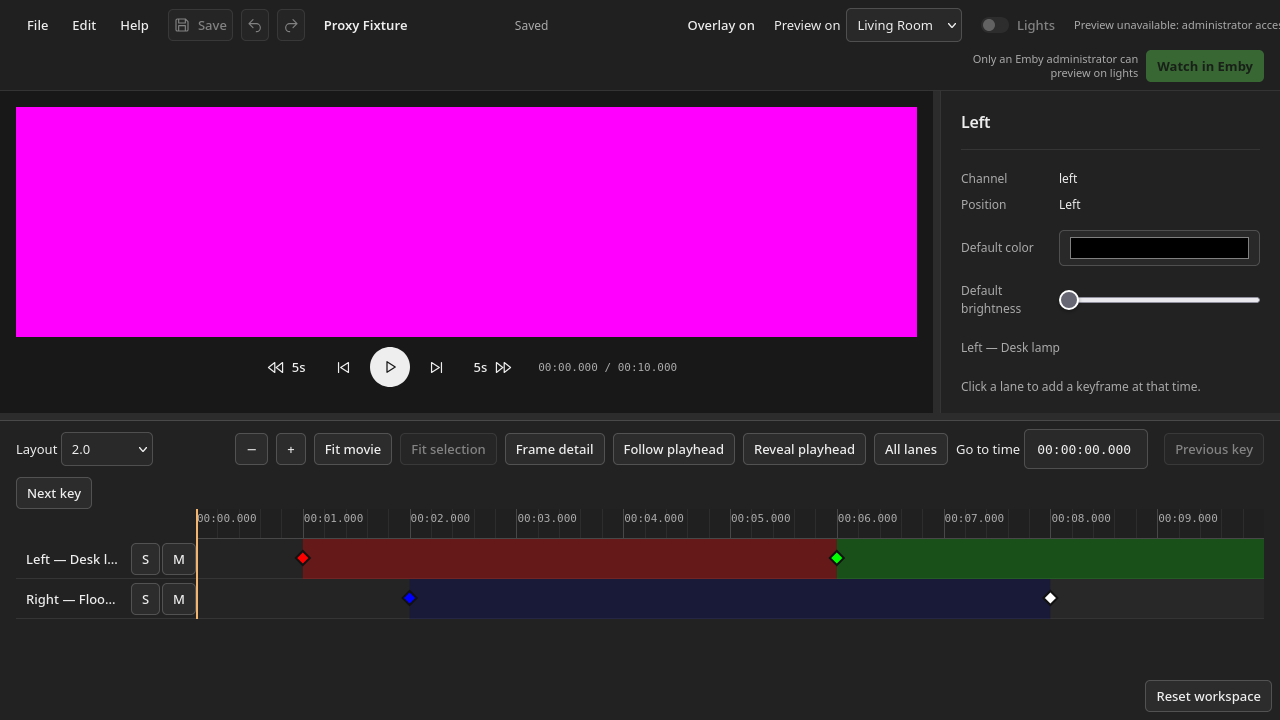 File Edit Help Save Proxy Fixture Saved Overlay on Preview on Living Room Lights Preview unavailable: administrator
Only an Emby administrator can
preview on lights
Watch in Emby
Left
Channel left
Position Left
Default color
Default
brightness
Left — Desk lamp
Click a lane to add a keyframe at that time.
5s 5s 00:00.000 / 00:10.000
Layout 2.0 – + Fit movie Fit selection Frame detail Follow playhead Reveal playhead All lanes Go to time 00:00:00.000 Previous key
Next key
00:00.000 00:01.000 00:02.000 00:03.000 00:04.000 00:05.000 00:06.000 00:07.000 00:08.000 00:09.000
Left — Desk l... S M
Right — Floo... S M
Reset workspace